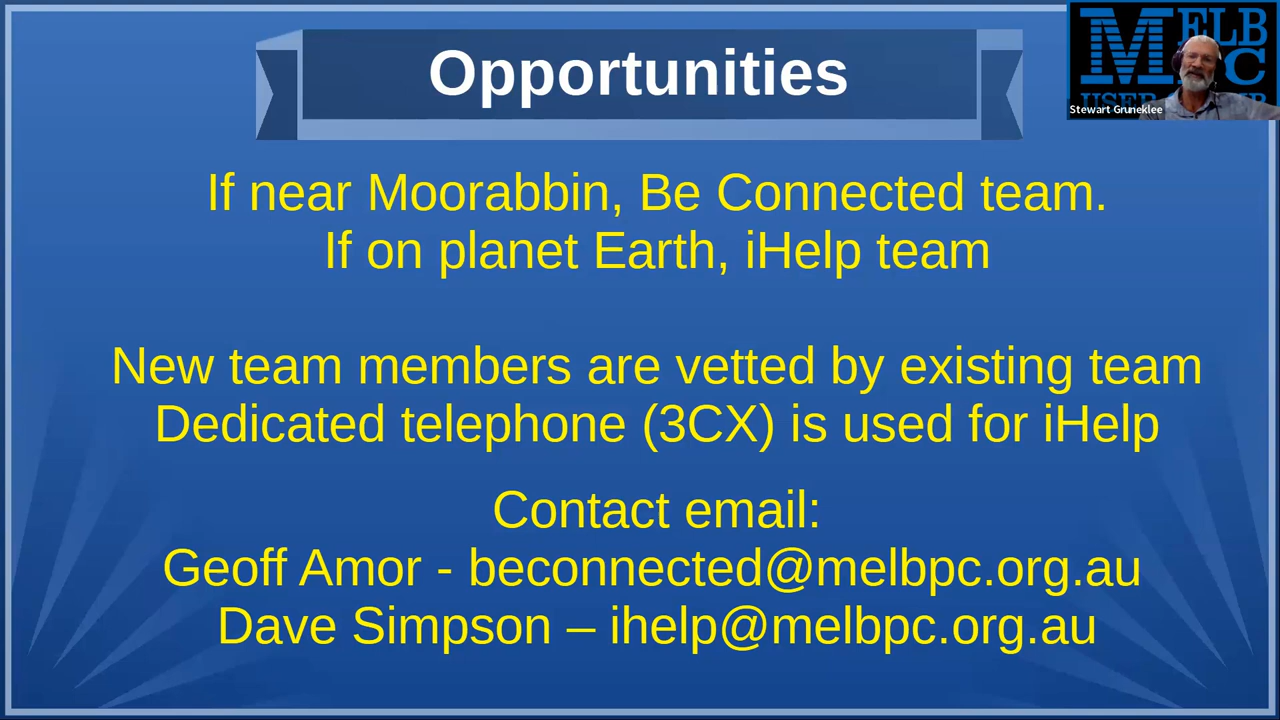 Opportunities
MELB
PC
Stewart Gruneklee
If near Moorabbin, Be Connected team.
If on planet Earth, iHelp team
New team members are vetted by existing team
Dedicated telephone (3CX) is used for iHelp
Contact email:
Geoff Amor - beconnected@melbpc.org.au
Dave Simpson – ihelp@melbpc.org.au